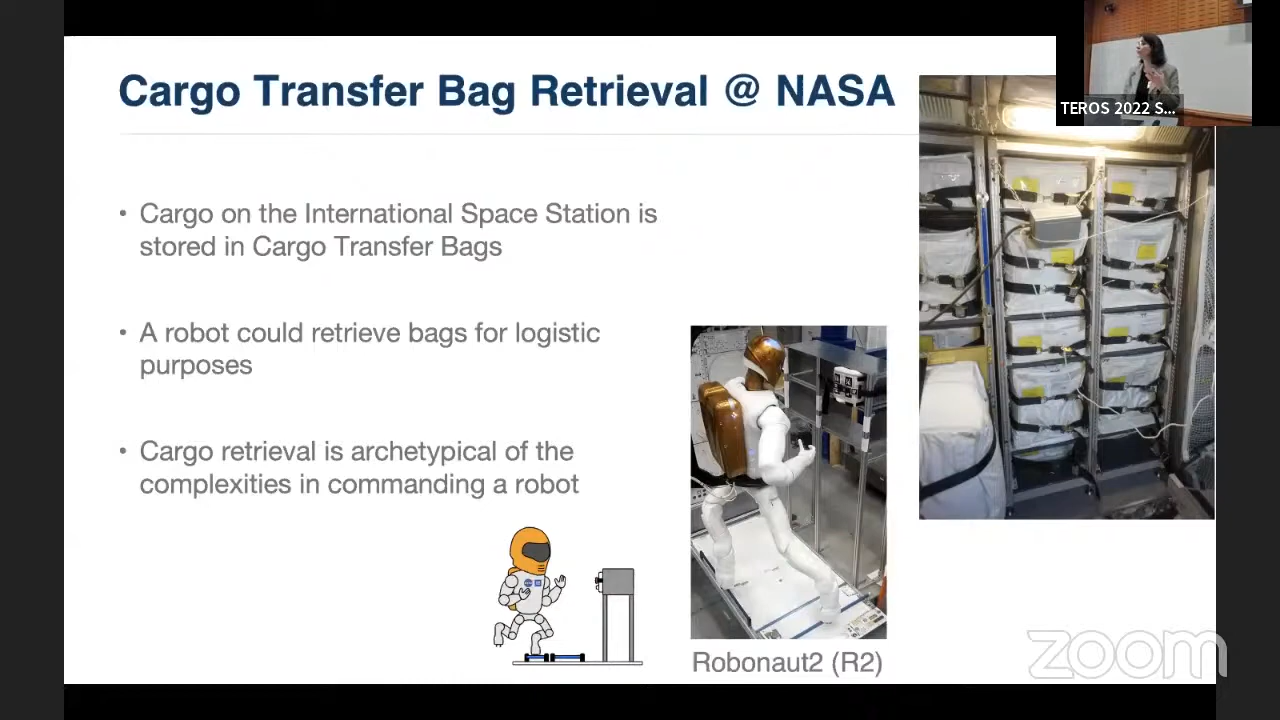 Cargo Transfer Bag Retrieval @ NASA
TEROS 2022 S...
• Cargo on the International Space Station is
stored in Cargo Transfer Bags
• A robot could retrieve bags for logistic
purposes
• Cargo retrieval is archetypical of the
complexities in commanding a robot
Robonaut2 (R2)
zoom